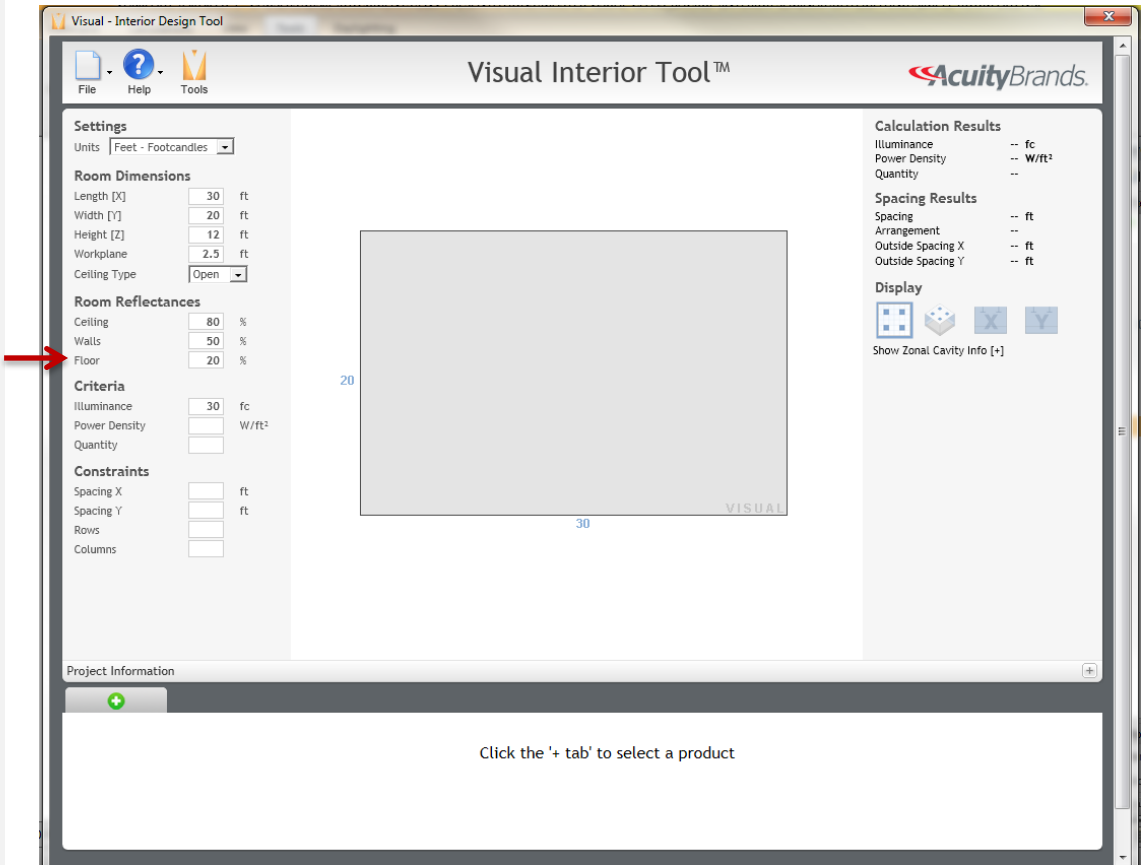 Visual - Interior Design Tool
File
Help
Tools
Visual Interior Tool™
AcuityBrands.
Settings
Units Feet - Footcandles
Room Dimensions
Length [X] 30 ft
Width [Y] 20 ft
Height [Z] 12 ft
Workplane 2.5 ft
Ceiling Type Open
Room Reflectances
Ceiling 80 %
Walls 50 %
Floor 20 %
Criteria
Illuminance 30 fc
Power Density W/ft²
Quantity
Constraints
Spacing X ft
Spacing Y ft
Rows
Columns
20
VISUAL
30
Calculation Results
Illuminance -- fc
Power Density -- W/ft²
Quantity --
Spacing Results
Spacing -- ft
Arrangement --
Outside Spacing X -- ft
Outside Spacing Y -- ft
Display
X
Y
Show Zonal Cavity Info [+]
Project Information
Click the '+ tab' to select a product